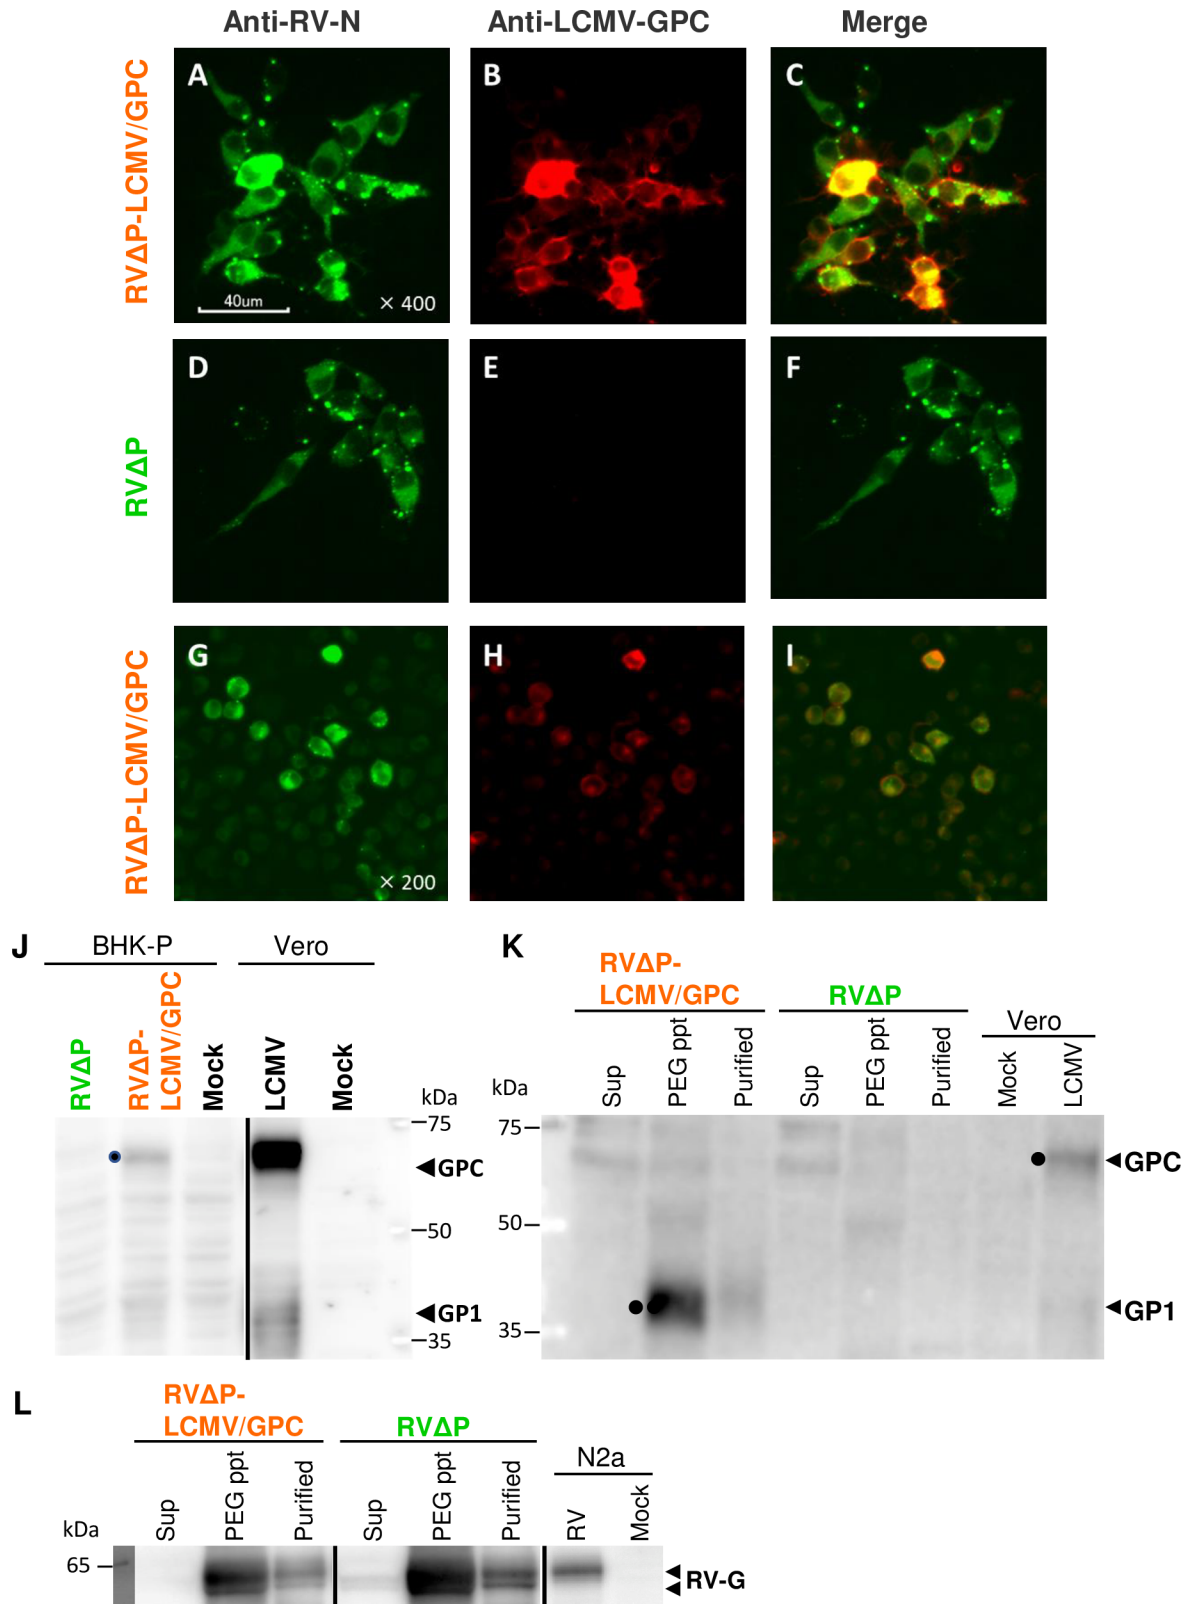 Anti-RV-N
Anti-LCMV-GPC
Merge
RVΔP-LCMV/GPC
A
B
C
40um
× 400
RVΔP
D
E
F
RVΔP-LCMV/GPC
G
H
I
× 200
J
BHK-P
Vero
RVΔP
RVΔP-
LCMV/GPC
Mock
LCMV
Mock
kDa
75
GPC
50
GP1
35
K
RVΔP-
LCMV/GPC
RVΔP
Vero
kDa
Sup
PEG ppt
Purified
Sup
PEG ppt
Purified
Mock
LCMV
75
GPC
50
GP1
35
L
RVΔP-
LCMV/GPC
RVΔP
N2a
kDa
Sup
PEG ppt
Purified
Sup
PEG ppt
Purified
RV
Mock
65
RV-G